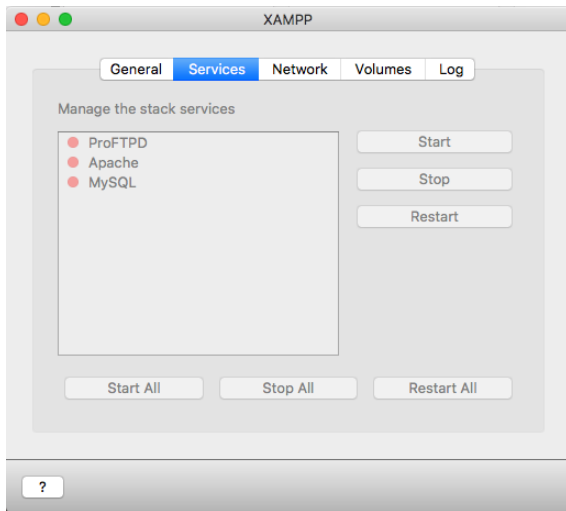 XAMPP
General Services Network Volumes Log
Manage the stack services
ProFTPD
Apache
MySQL
Start
Stop
Restart
Start All Stop All Restart All
?